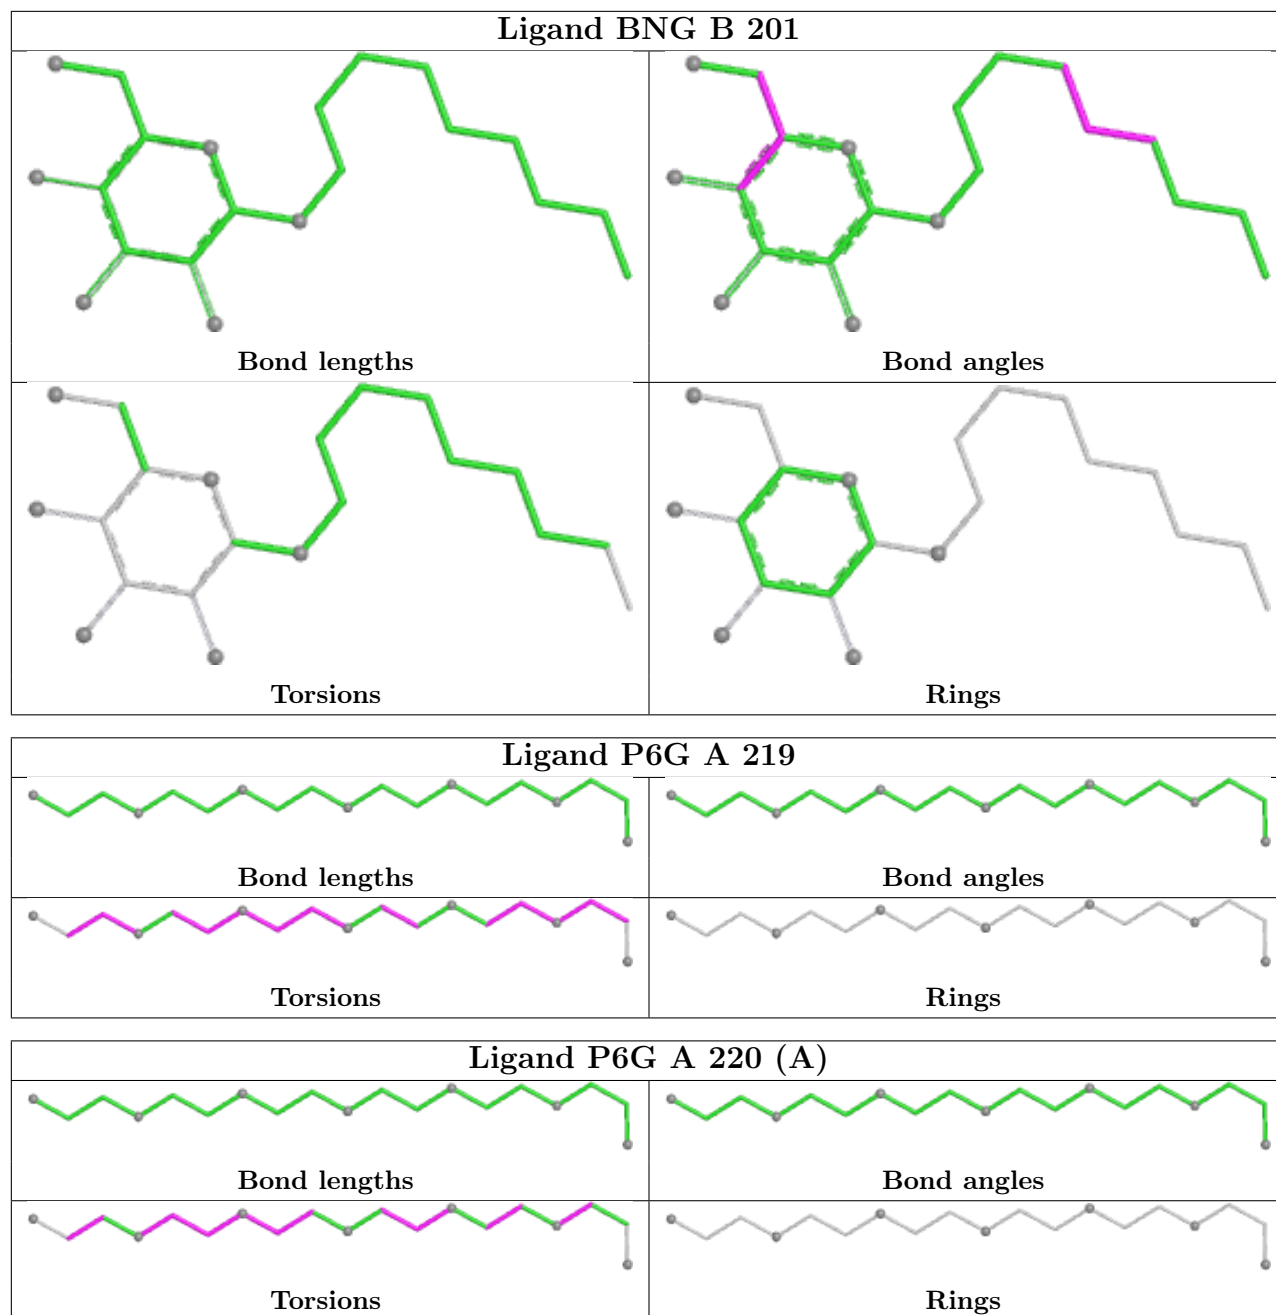 Ligand BNG B 201
Bond lengths
Bond angles
Torsions
Rings
Ligand P6G A 219
Bond lengths
Bond angles
Torsions
Rings
Ligand P6G A 220 (A)
Bond lengths
Bond angles
Torsions
Rings